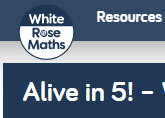 White
Rose
Maths
Resources
Alive in 5! –